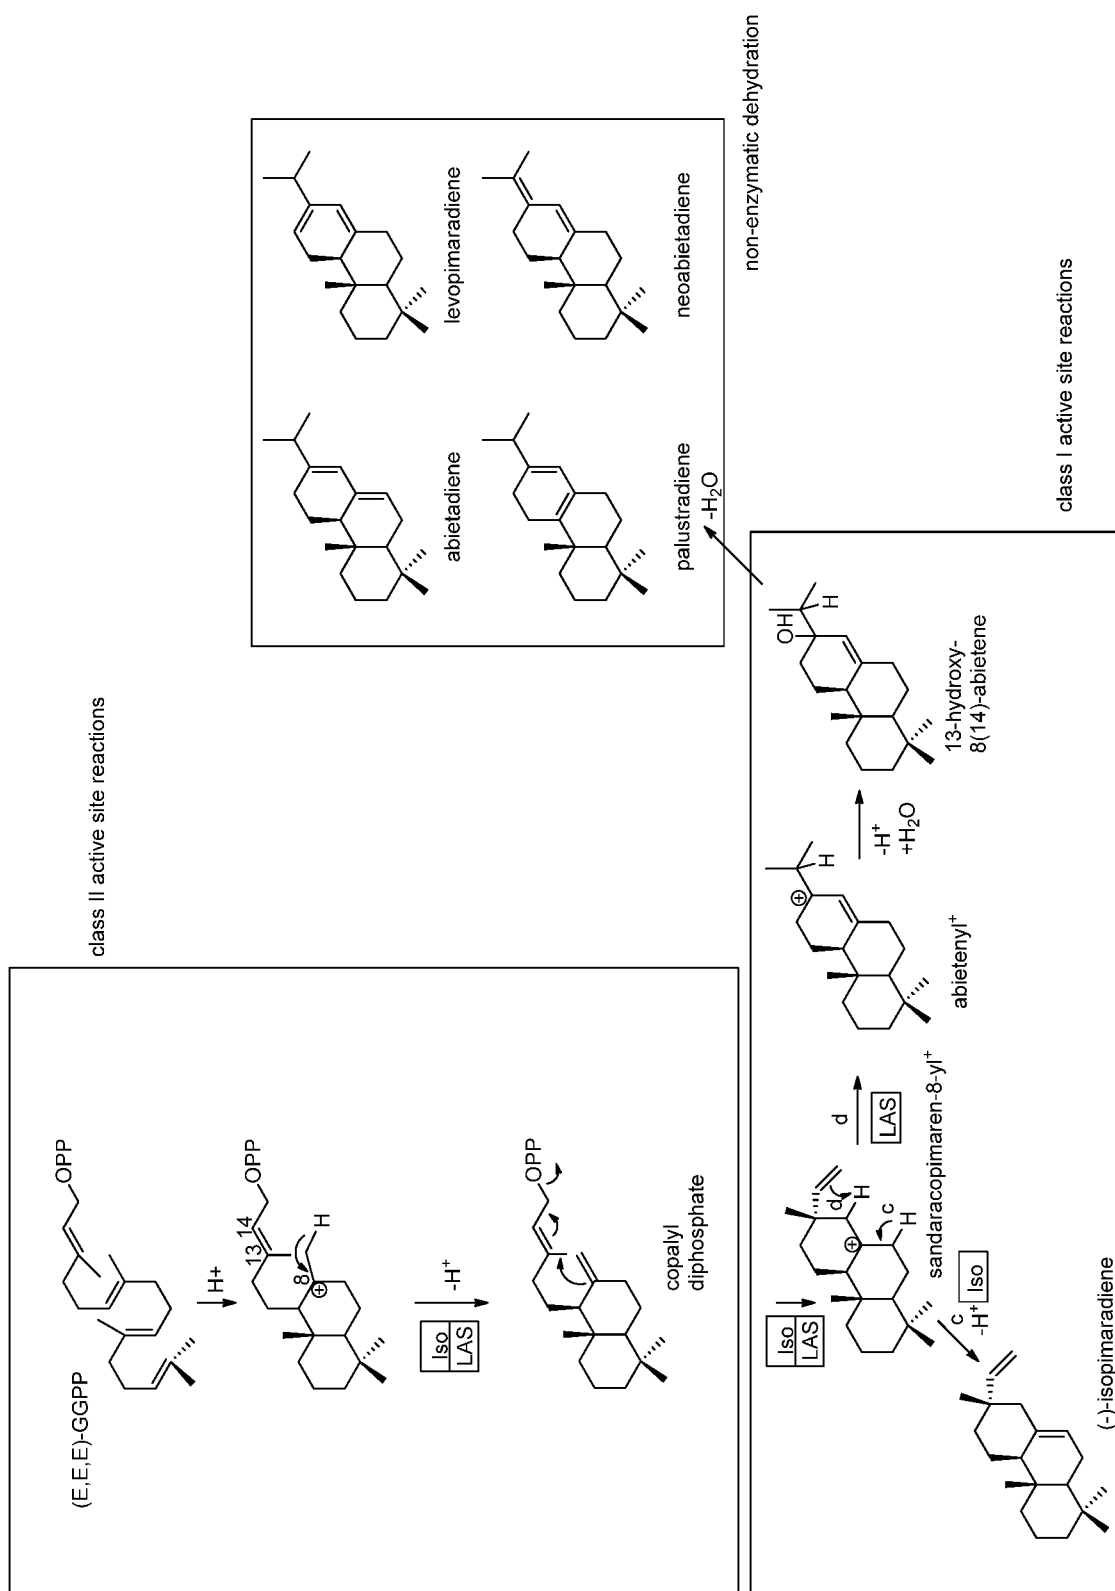 class II active site reactions
(E,E,E)-GGPP
OPP
H+
14
13
OPP
8
H
Iso
LAS
-H+
OPP
copalyl
diphosphate
abietadiene
levopimaradiene
palustradiene
neoabietadiene
-H2O
non-enzymatic dehydration
class I active site reactions
Iso
LAS
d
H
c
H
sandaracopimaren-8-yl+
c
-H+
Iso
(-)-isopimaradiene
d
LAS
H
abietenyl+
-H+
+H2O
OH
H
13-hydroxy-
8(14)-abietene